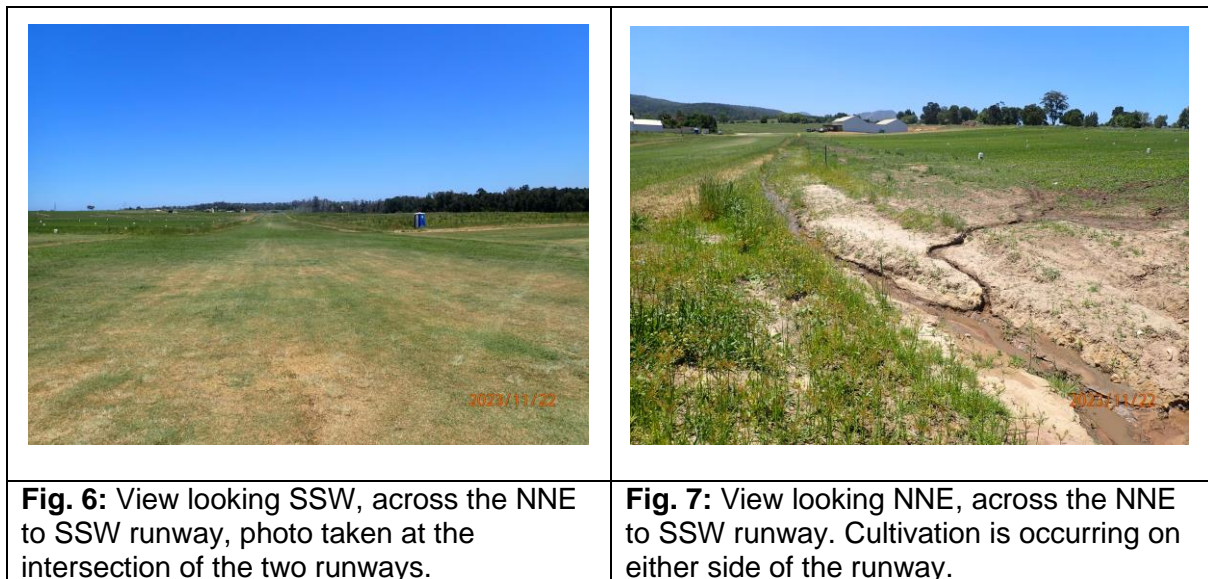 2023/11/22
2023/11/22
Fig. 6: View looking SSW, across the NNE
to SSW runway, photo taken at the
intersection of the two runways.
Fig. 7: View looking NNE, across the NNE
to SSW runway. Cultivation is occurring on
either side of the runway.